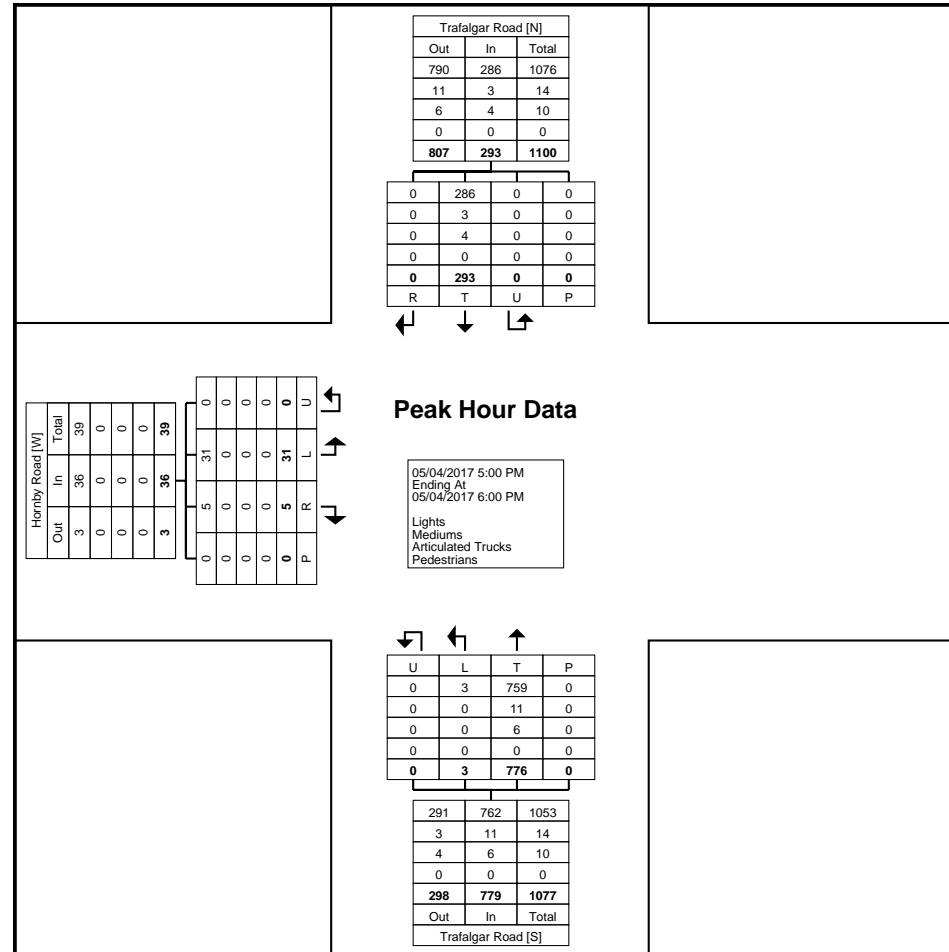 Trafalgar Road [N]
Out In Total
790 286 1076
11 3 14
6 4 10
0 0 0
807 293 1100
0 286 0 0
0 3 0 0
0 4 0 0
0 0 0 0
0 293 0 0
R T U P
Hornby Road [W]
Out In Total
3 36 39
0 0 0
0 0 0
0 0 0
3 36 39
0 5 31 0
0 0 0 0
0 0 0 0
0 0 0 0
0 5 31 0
P R L U
Peak Hour Data
05/04/2017 5:00 PM
Ending At
05/04/2017 6:00 PM
Lights
Mediums
Articulated Trucks
Pedestrians
U L T P
0 3 759 0
0 0 11 0
0 0 6 0
0 0 0 0
0 3 776 0
291 762 1053
3 11 14
4 6 10
0 0 0
298 779 1077
Out In Total
Trafalgar Road [S]